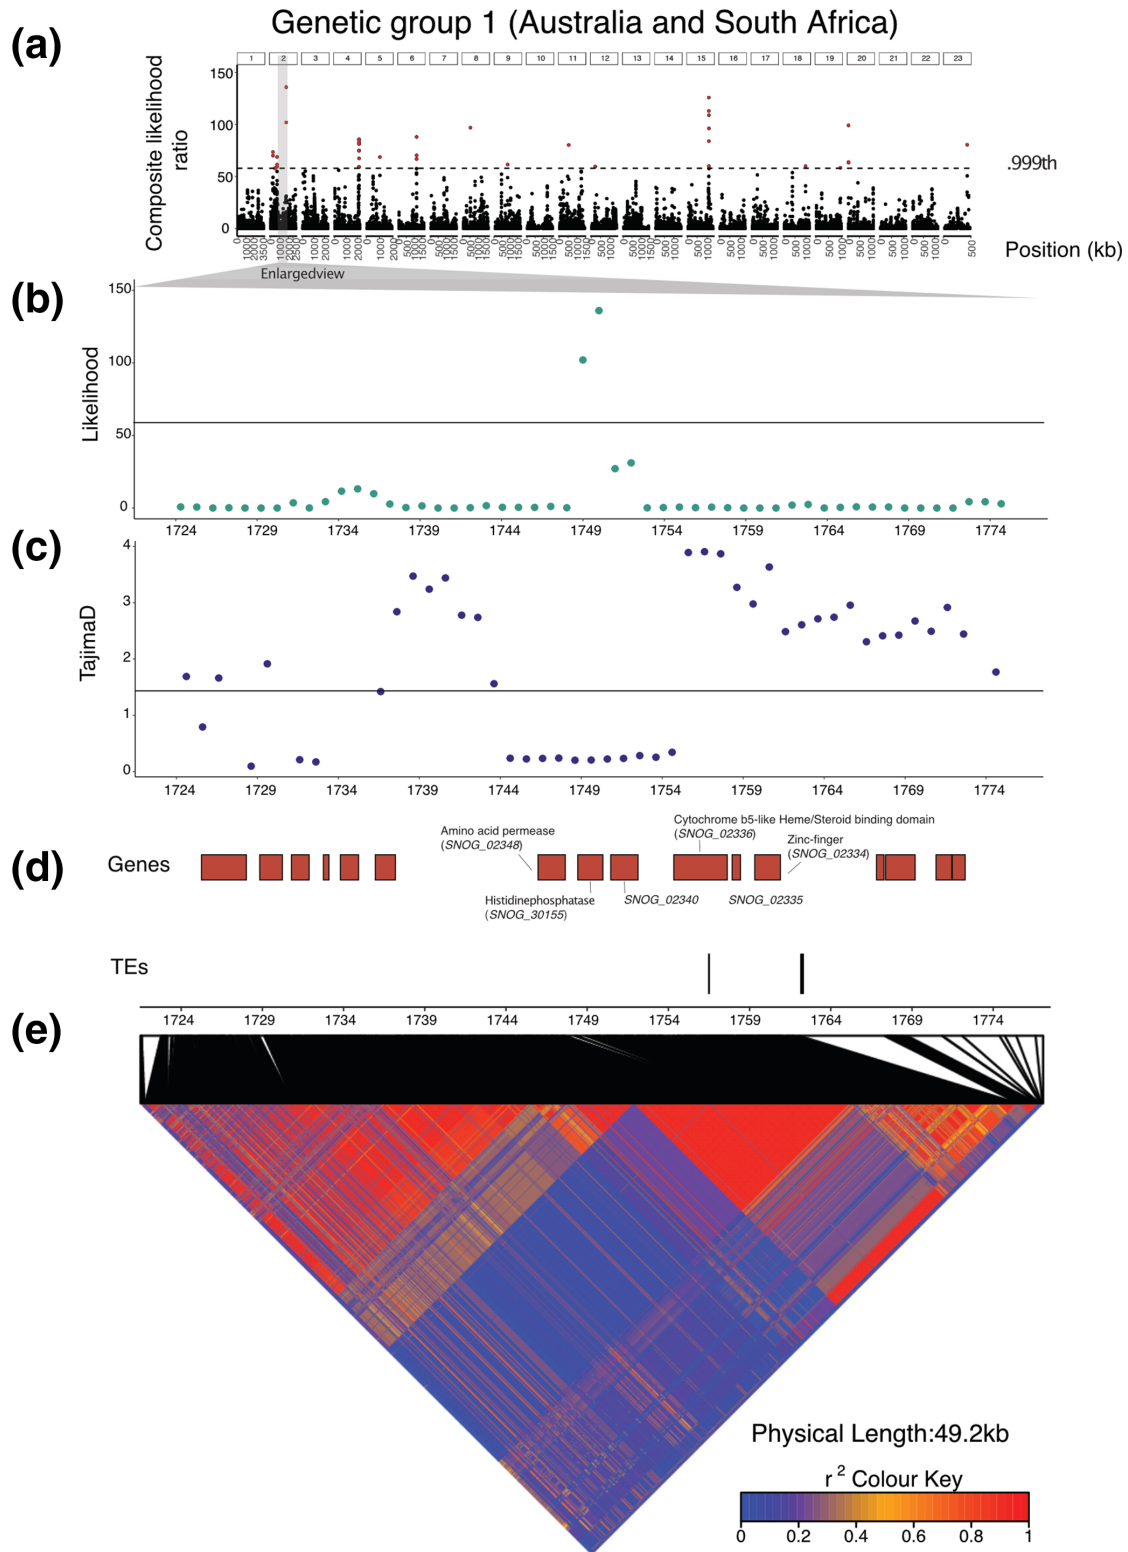 Genetic group 1 (Australia and South Africa)
(a)
Composite likelihood
ratio
1 2 3 4 5 6 7 8 9 10 11 12 13 14 15 16 17 18 19 20 21 22 23
150
100
50
0
.999th
Position (kb)
Enlargedview
(b)
Likelihood
150
100
50
0
1724 1729 1734 1739 1744 1749 1754 1759 1764 1769 1774
(c)
TajimaD
4
3
2
1
0
1724 1729 1734 1739 1744 1749 1754 1759 1764 1769 1774
(d)
Genes
Cytochrome b5-like Heme/Steroid binding domain
(SNOG_02336)
Amino acid permease
(SNOG_02348)
Zinc-finger
(SNOG_02334)
Histidinephosphatase
(SNOG_30155)
SNOG_02340
SNOG_02335
TEs
1724 1729 1734 1739 1744 1749 1754 1759 1764 1769 1774
(e)
Physical Length:49.2kb
r 2 Colour Key
0 0.2 0.4 0.6 0.8 1